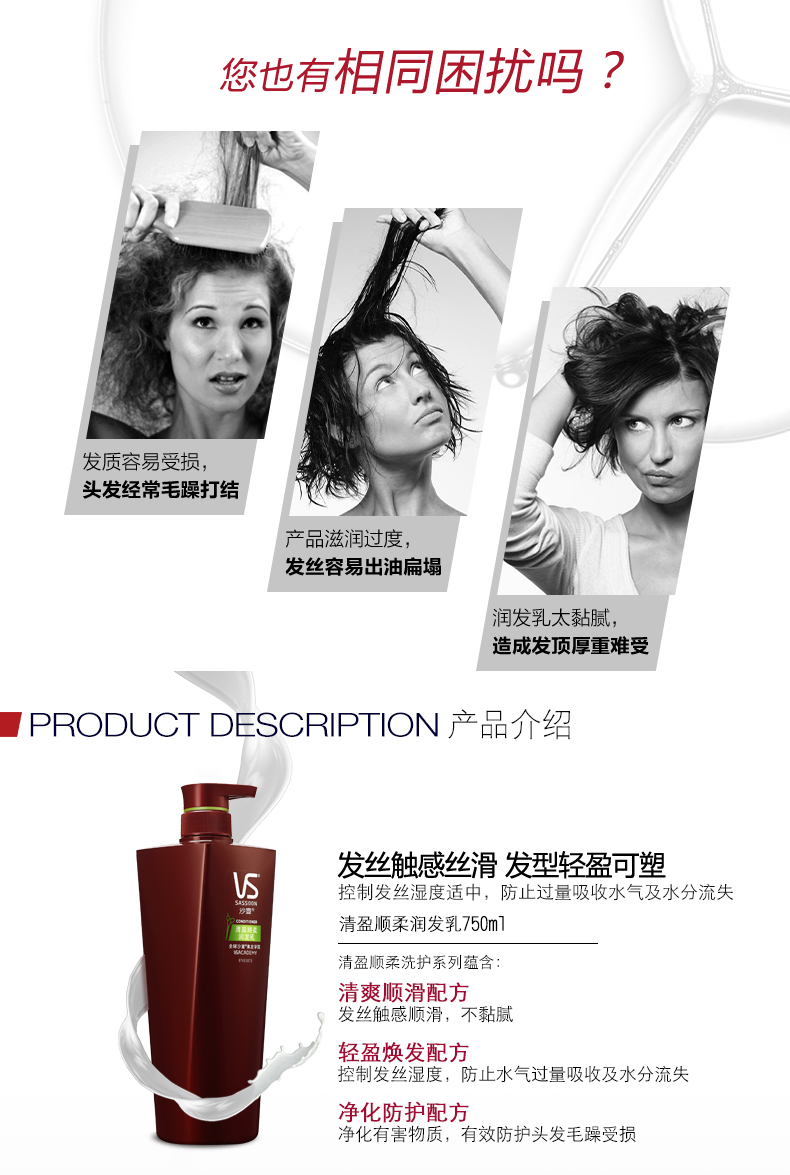 您也有相同困扰吗？
发质容易受损，
头发经常毛躁打结
产品滋润过度，
发丝容易出油扁塌
润发乳太黏腻，
造成发顶厚重难受
PRODUCT DESCRIPTION 产品介绍
VS
SASSOON
沙宣®
CONDITIONER
清盈顺柔
润发乳
VSACADEMY
发丝触感丝滑 发型轻盈可塑
控制发丝湿度适中，防止过量吸收水气及水分流失
清盈顺柔润发乳750ml
清盈顺柔洗护系列蕴含：
清爽顺滑配方
发丝触感顺滑，不黏腻
轻盈焕发配方
控制发丝湿度，防止水气过量吸收及水分流失
净化防护配方
净化有害物质，有效防护头发毛躁受损